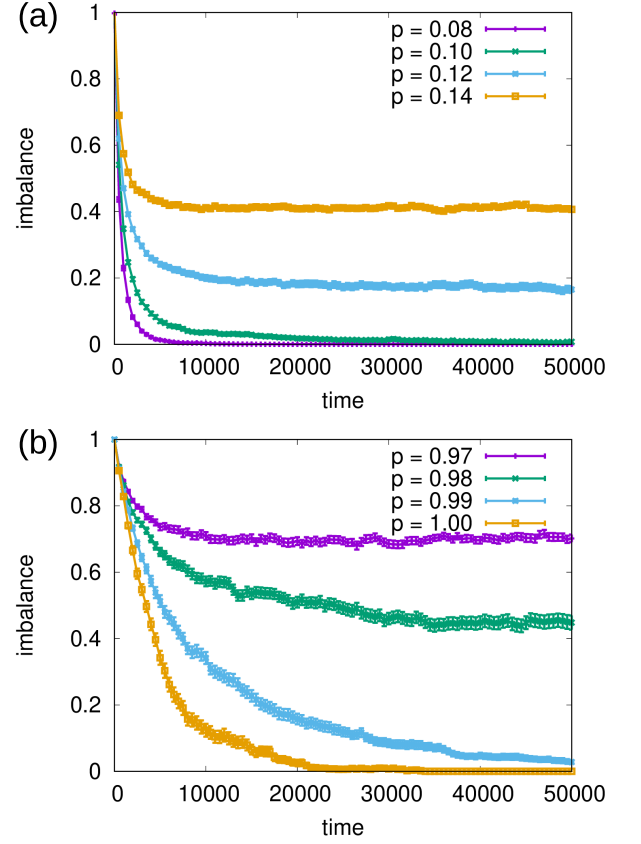 (a)
1
0.8
0.6
0.4
0.2
0
imbalance
p = 0.08
p = 0.10
p = 0.12
p = 0.14
0 10000 20000 30000 40000 50000
time
(b)
1
0.8
0.6
0.4
0.2
0
imbalance
p = 0.97
p = 0.98
p = 0.99
p = 1.00
0 10000 20000 30000 40000 50000
time